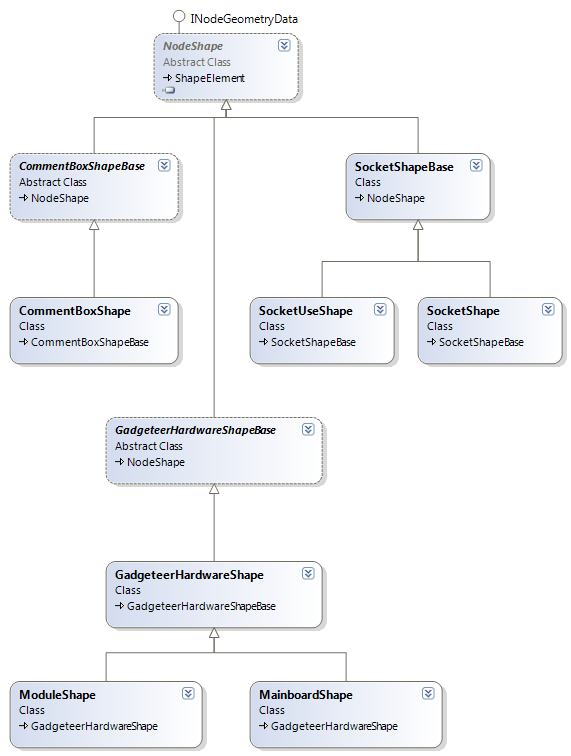 INodeGeometryData
NodeShape
Abstract Class
ShapeElement
CommentBoxShapeBase
Abstract Class
NodeShape
SocketShapeBase
Class
NodeShape
CommentBoxShape
Class
CommentBoxShapeBase
SocketUseShape
Class
SocketShapeBase
SocketShape
Class
SocketShapeBase
GadgeteerHardwareShapeBase
Abstract Class
NodeShape
GadgeteerHardwareShape
Class
GadgeteerHardwareShapeBase
ModuleShape
Class
GadgeteerHardwareShape
MainboardShape
Class
GadgeteerHardwareShape